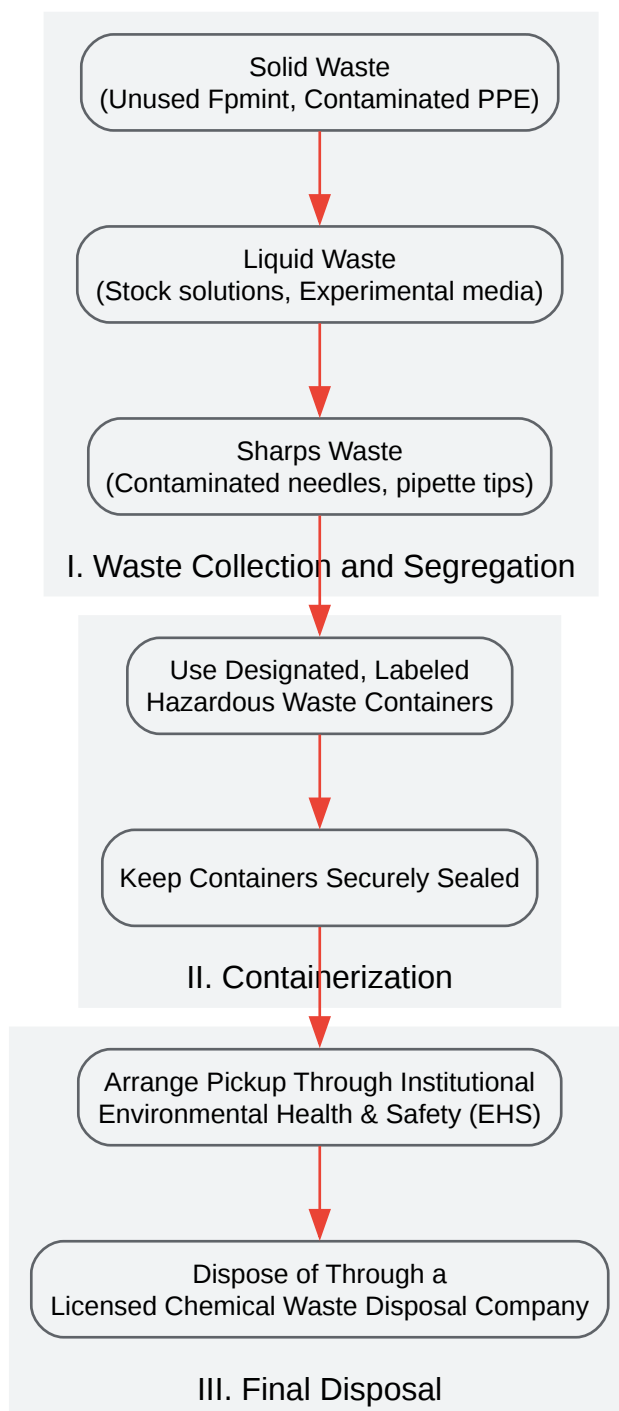 Solid Waste
(Unused Fpmint, Contaminated PPE)
Liquid Waste
(Stock solutions, Experimental media)
Sharps Waste
(Contaminated needles, pipette tips)
I. Waste Collection and Segregation
Use Designated, Labeled
Hazardous Waste Containers
Keep Containers Securely Sealed
II. Containerization
Arrange Pickup Through Institutional
Environmental Health & Safety (EHS)
Dispose of Through a
Licensed Chemical Waste Disposal Company
III. Final Disposal